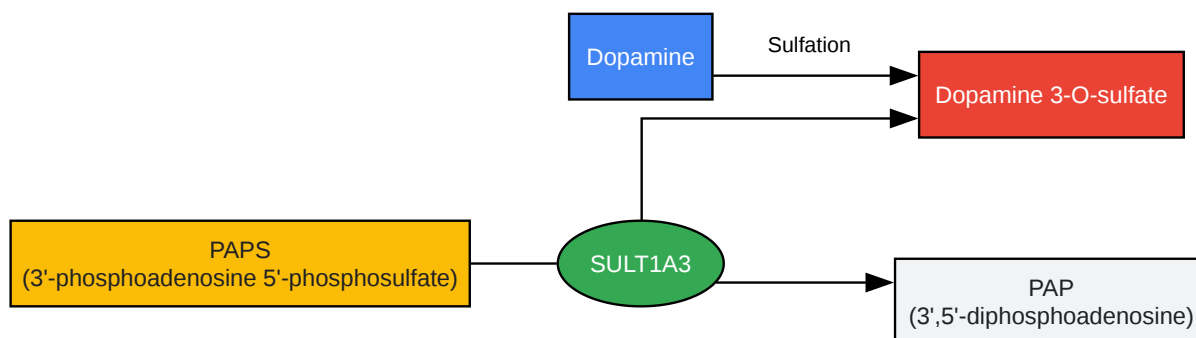 Dopamine
Sulfation
Dopamine 3-O-sulfate
PAPS
(3'-phosphoadenosine 5'-phosphosulfate)
SULT1A3
PAP
(3',5'-diphosphoadenosine)